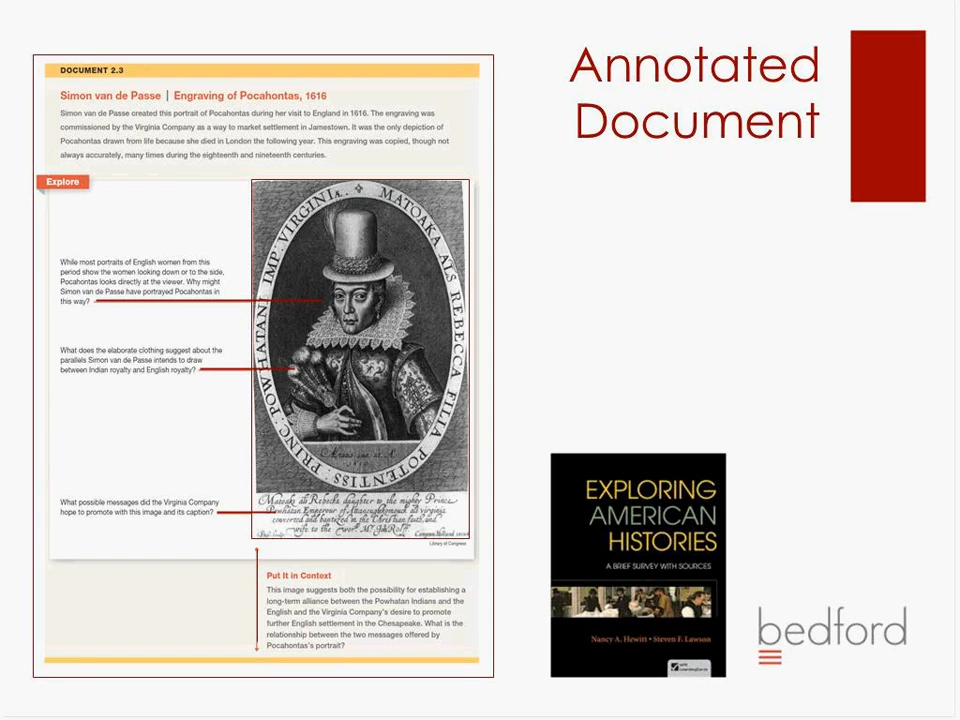 Annotated
Document
DOCUMENT 2.3
Simon van de Passe | Engraving of Pocahontas, 1616
Simon van de Passe created this portrait of Pocahontas during her visit to England in 1616. The engraving was
commissioned by the Virginia Company as a way to market settlement in Jamestown. It was the only depiction of
Pocahontas drawn from life because she died in London the following year. This engraving was copied, though not
always accurately, many times during the eighteenth and nineteenth centuries.
Explore
While most portraits of English women from this
period show the women looking down or to the side,
Pocahontas looks directly at the viewer. Why might
Simon van de Passe have portrayed Pocahontas in
this way?
What does the elaborate clothing suggest about the
parallels Simon van de Passe intends to draw
between Indian royalty and English royalty?
What possible messages did the Virginia Company
hope to promote with this image and its caption?
MATOAKA ALS REBECCA FILIA POTENTISS : PRINC : POWHATANI IMP: VIRGINIÆ .
Matoaks als Rebecka daughter to the mighty Prince
Powhatan Emperour of Attanoughkomouck als virginia
converted and baptized in the Christian faith, and
wife to the worᶠᶠ Mr. Joh Rolff.
Library of Congress
Put It in Context
This image suggests both the possibility for establishing a
long-term alliance between the Powhatan Indians and the
English and the Virginia Company's desire to promote
further English settlement in the Chesapeake. What is the
relationship between the two messages offered by
Pocahontas's portrait?
EXPLORING
AMERICAN
HISTORIES
A BRIEF SURVEY WITH SOURCES
Nancy A. Hewitt • Steven F. Lawson
bedford